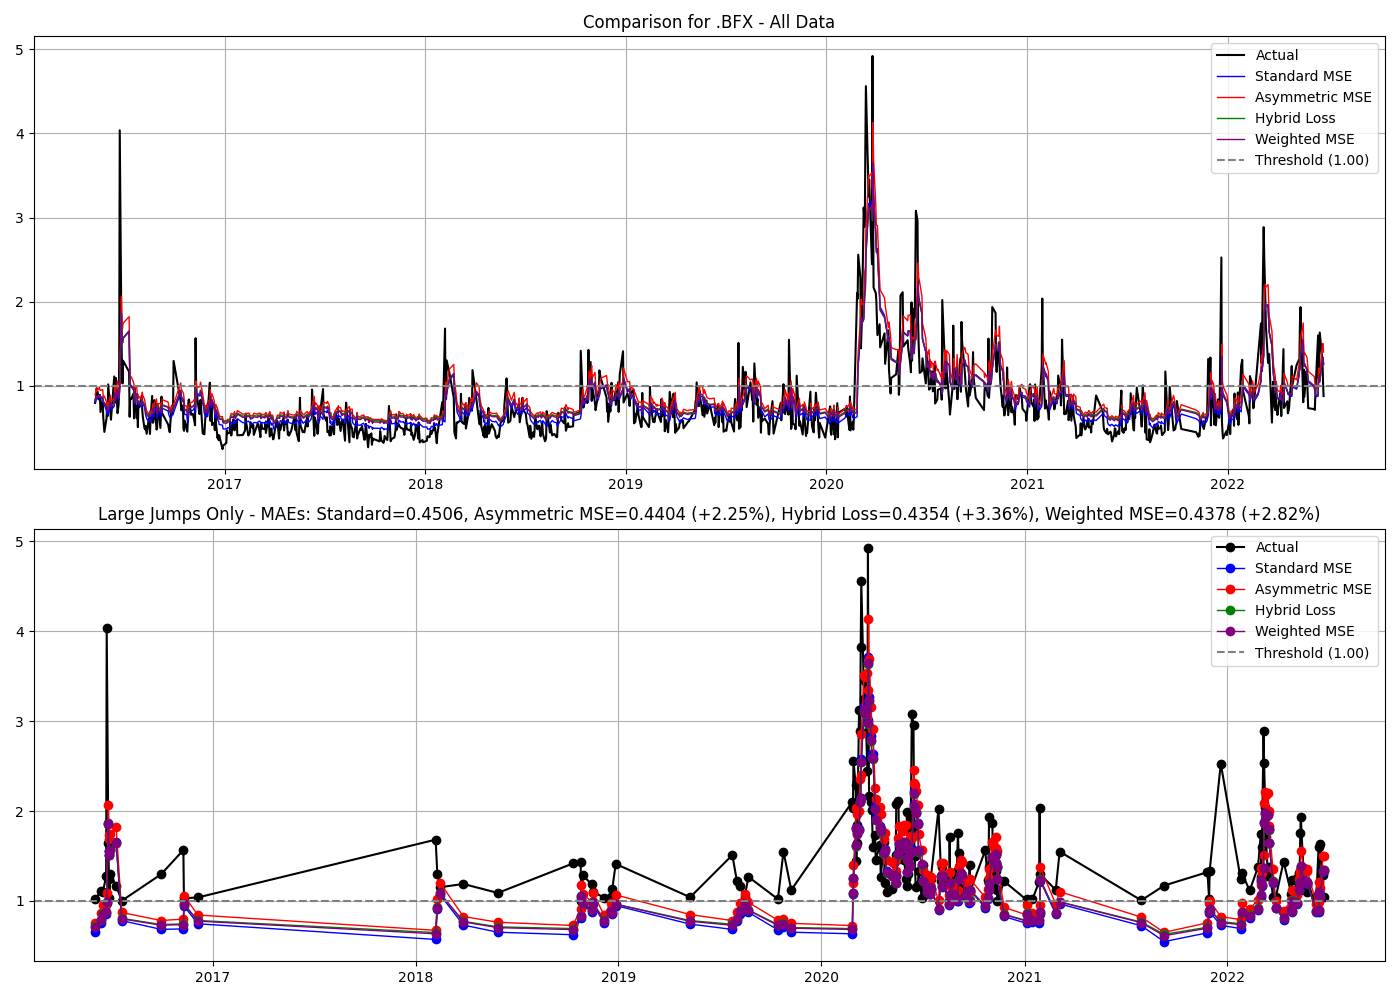 Comparison for .BFX - All Data
5
4
3
2
1
Actual
Standard MSE
Asymmetric MSE
Hybrid Loss
Weighted MSE
Threshold (1.00)
2017 2018 2019 2020 2021 2022
Large Jumps Only - MAEs: Standard=0.4506, Asymmetric MSE=0.4404 (+2.25%), Hybrid Loss=0.4354 (+3.36%), Weighted MSE=0.4378 (+2.82%)
5
4
3
2
1
Actual
Standard MSE
Asymmetric MSE
Hybrid Loss
Weighted MSE
Threshold (1.00)
2017 2018 2019 2020 2021 2022